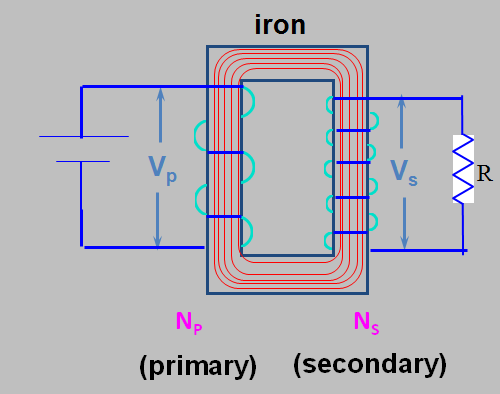 iron
Vp
Vs
R
NP
NS
(primary)
(secondary)